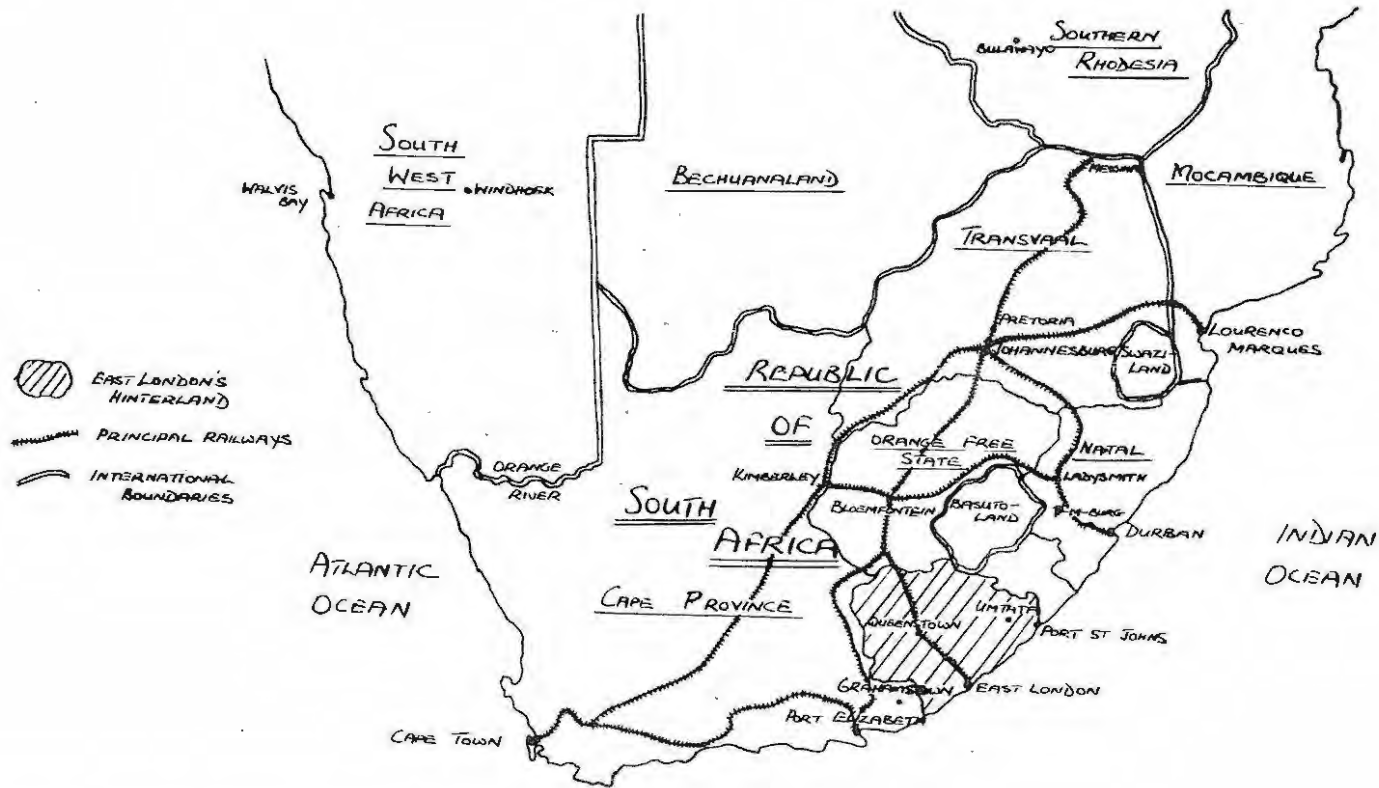 SOUTHERN
BULAWAYO
RHODESIA
SOUTH
WEST
AFRICA
WALVIS
BAY
WINDHOEK
BECHUANALAND
MOCAMBIQUE
TRANSVAAL
PRETORIA
JOHANNESBURG
SWAZI-
LAND
LOURENCO
MARQUES
EAST LONDON'S
HINTERLAND
PRINCIPAL RAILWAYS
INTERNATIONAL
BOUNDARIES
REPUBLIC
OF
SOUTH
AFRICA
ORANGE FREE
STATE
NATAL
ORANGE
RIVER
KIMBERLEY
LADYSMITH
BLOEMFONTEIN
BASUTO-
LAND
P-M-BURG
DURBAN
INDIAN
OCEAN
ATLANTIC
OCEAN
CAPE PROVINCE
QUEENSTOWN
UMTATA
PORT ST JOHNS
GRAHAMSTOWN
EAST LONDON
PORT ELIZABETH
CAPE TOWN